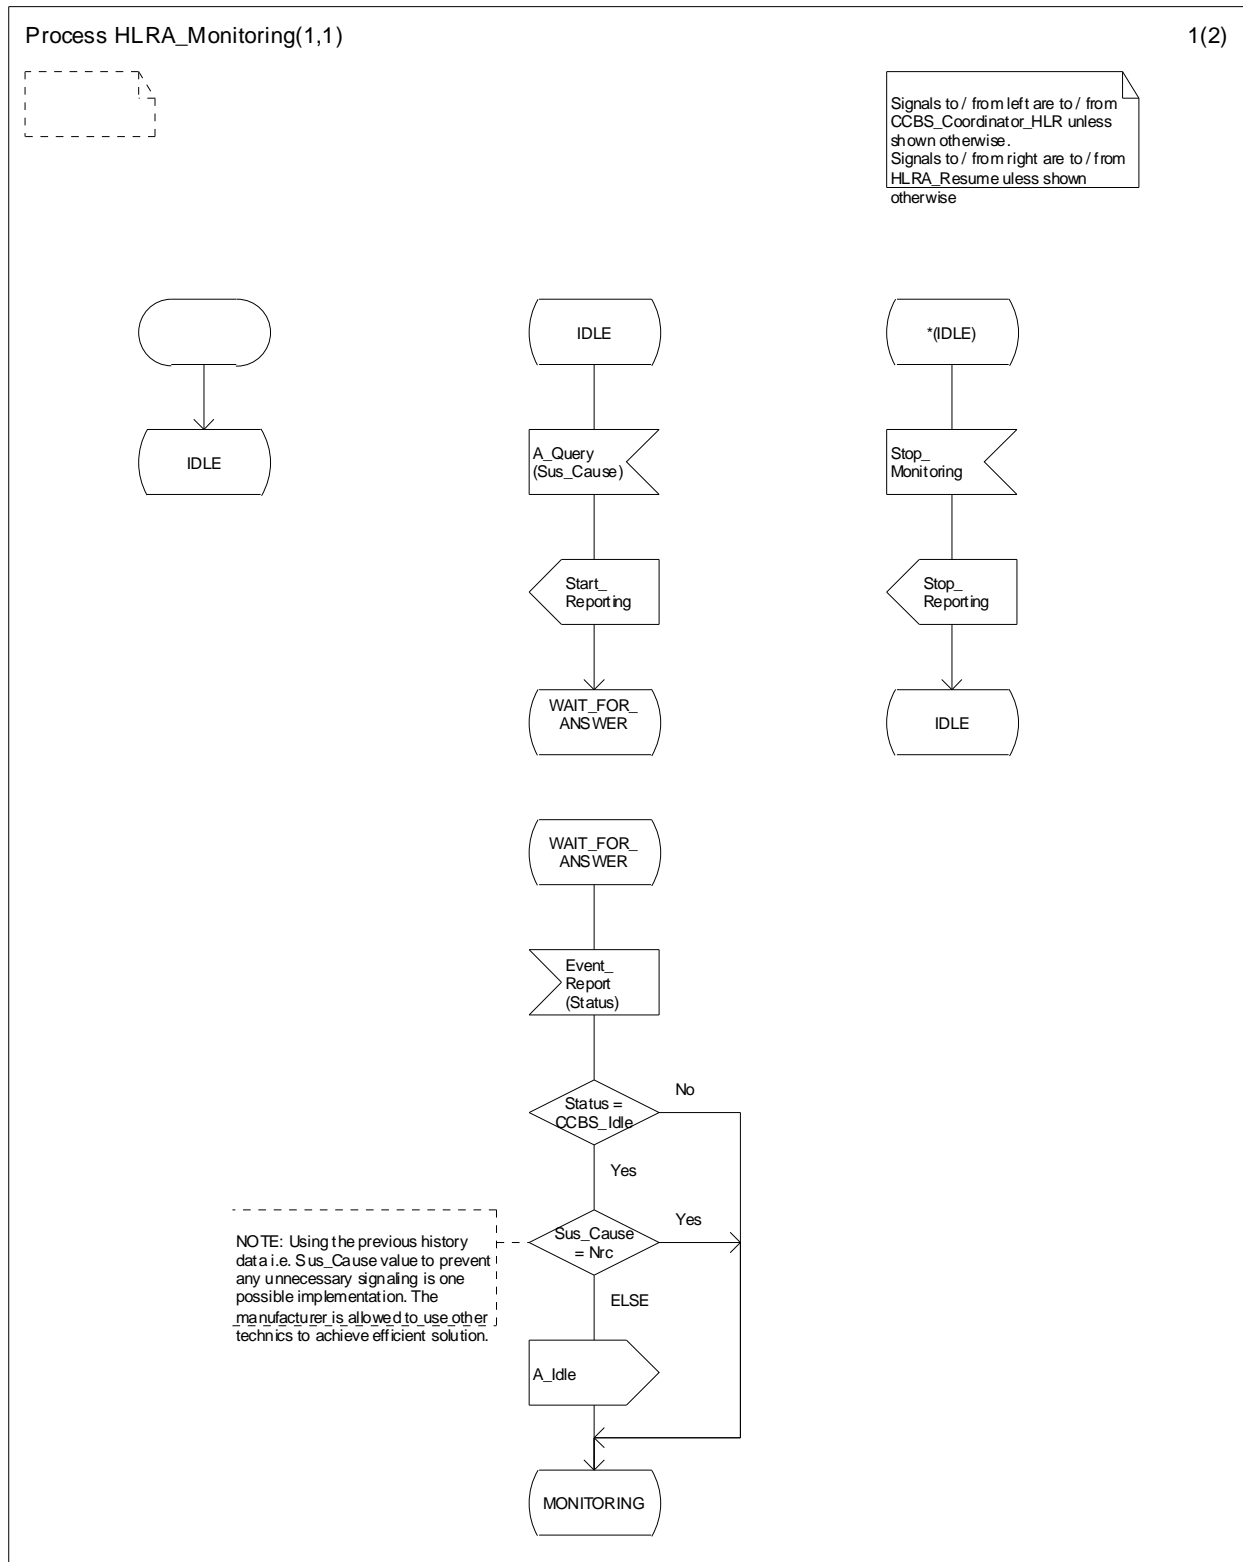 Process HLRA_Monitoring(1,1)
1(2)
Signals to / from left are to / from
CCBS_Coordinator_HLR unless
shown otherwise.
Signals to / from right are to / from
HLRA_Resume uless shown
otherwise
IDLE
*(IDLE)
IDLE
A_Query
(Sus_Cause)
Stop_
Monitoring
Start_
Reporting
Stop_
Reporting
WAIT_FOR_
ANSWER
IDLE
WAIT_FOR_
ANSWER
Event_
Report
(Status)
Status =
CCBS_Idle
No
Yes
Sus_Cause
= Nrc
Yes
NOTE: Using the previous history
data i.e. Sus_Cause value to prevent
any unnecessary signaling is one
possible implementation. The
manufacturer is allowed to use other
technics to achieve efficient solution.
ELSE
A_Idle
MONITORING